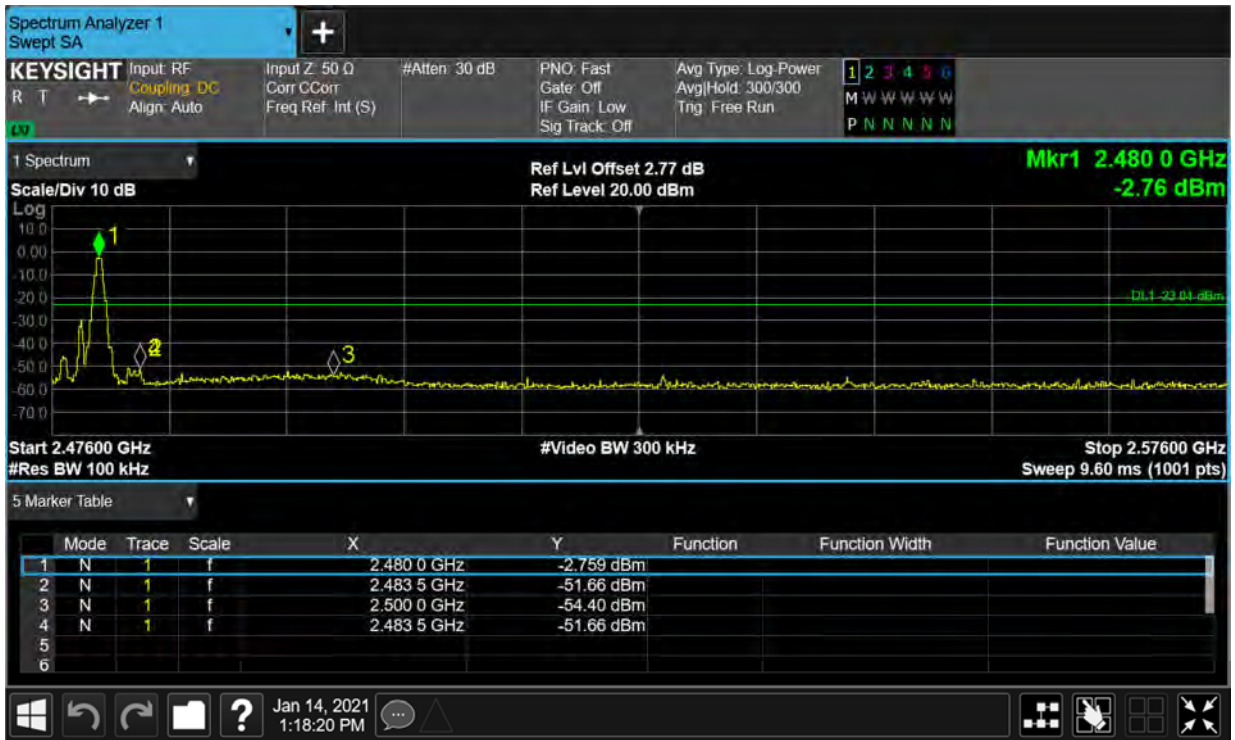 Spectrum Analyzer 1
Swept SA
+
KEYSIGHT Input: RF Input Z: 50 Ω #Atten: 30 dB PNO: Fast Avg Type: Log-Power 1 2 3 4 5 6
R T Coupling: DC Corr CCorr Gate: Off Avg|Hold: 300/300 M W W W W W
Align: Auto Freq Ref: Int (S) IF Gain: Low Trig: Free Run
LXI Sig Track: Off P N N N N N
1 Spectrum Ref Lvl Offset 2.77 dB Mkr1 2.480 0 GHz
Scale/Div 10 dB Ref Level 20.00 dBm -2.76 dBm
Log
10.0 1
0.00
-10.0
-20.0 DL1 -23.01 dBm
-30.0
-40.0 2 3
-50.0
-60.0
-70.0
Start 2.47600 GHz #Video BW 300 kHz Stop 2.57600 GHz
#Res BW 100 kHz Sweep 9.60 ms (1001 pts)
5 Marker Table
Mode Trace Scale X Y Function Function Width Function Value
1 N 1 f 2.480 0 GHz -2.759 dBm
2 N 1 f 2.483 5 GHz -51.66 dBm
3 N 1 f 2.500 0 GHz -54.40 dBm
4 N 1 f 2.483 5 GHz -51.66 dBm
5
6
? Jan 14, 2021
1:18:20 PM